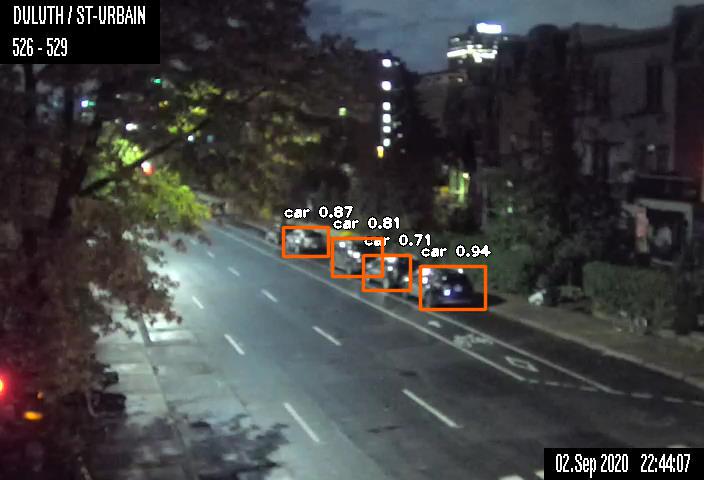 DULUTH / ST-URBAIN
526 - 529
car 0.87
car 0.81
car 0.71
car 0.94
02.Sep 2020 22:44:07